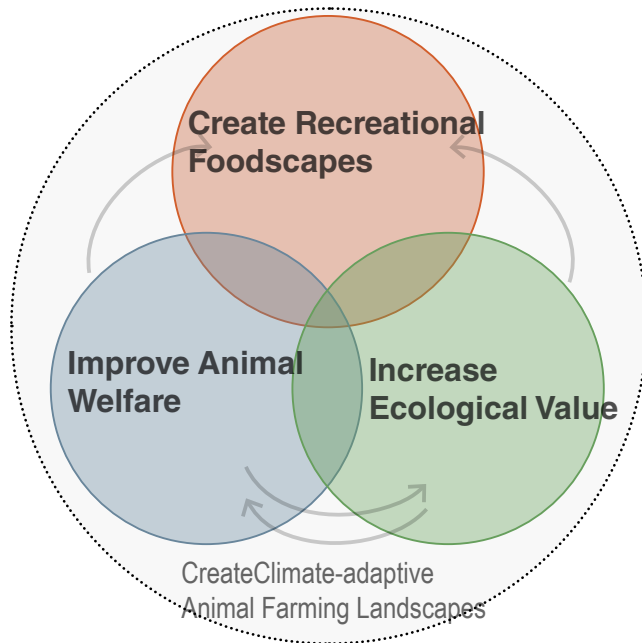 Create Recreational
Foodscapes
Improve Animal
Welfare
Increase
Ecological Value
CreateClimate-adaptive
Animal Farming Landscapes